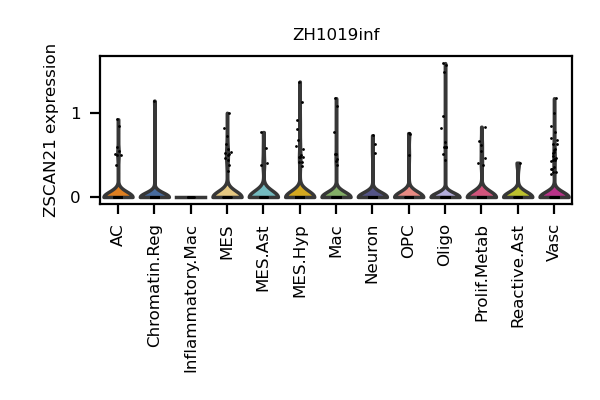 ZH1019inf
ZSCAN21 expression
1
0
AC
Chromatin.Reg
Inflammatory.Mac
MES
MES.Ast
MES.Hyp
Mac
Neuron
OPC
Oligo
Prolif.Metab
Reactive.Ast
Vasc